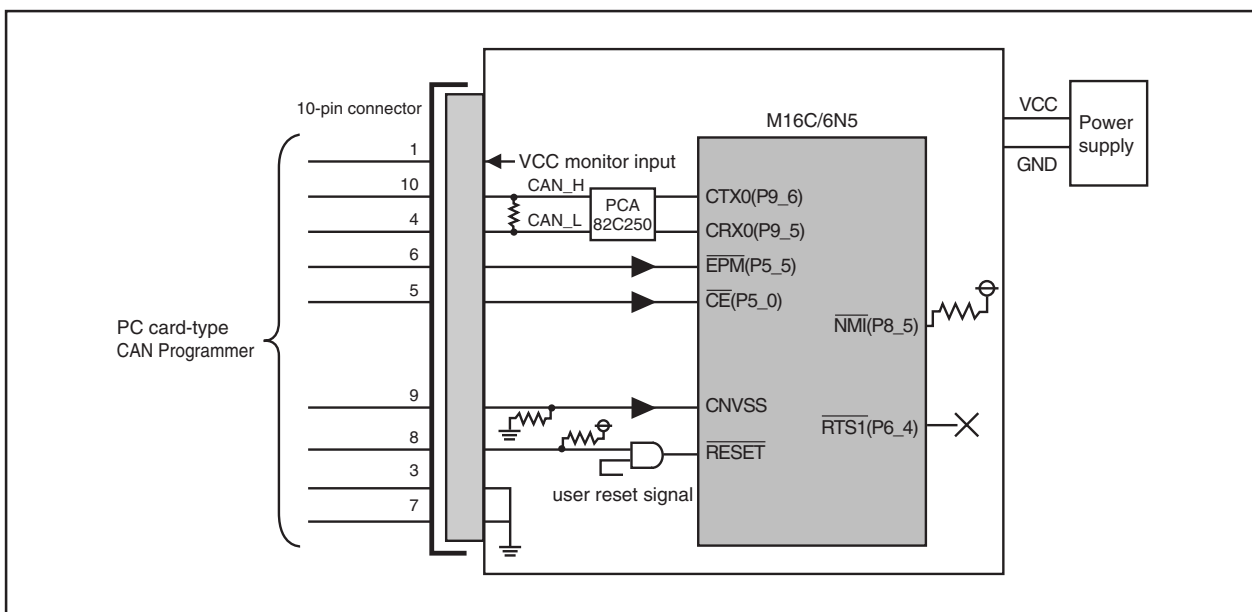 10-pin connector
PC card-type
CAN Programmer
1
10
4
6
5
9
8
3
7
VCC monitor input
CAN_H
CAN_L
PCA
82C250
user reset signal
M16C/6N5
CTX0(P9_6)
CRX0(P9_5)
EPM(P5_5)
CE(P5_0)
CNVSS
RESET
NMI(P8_5)
RTS1(P6_4)
VCC
GND
Power
supply